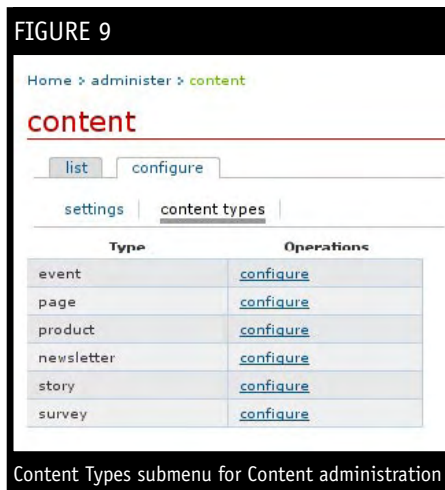 FIGURE 9
Home > administer > content
content
list configure
settings content types
Type Operations
event configure
page configure
product configure
newsletter configure
story configure
survey configure
Content Types submenu for Content administration